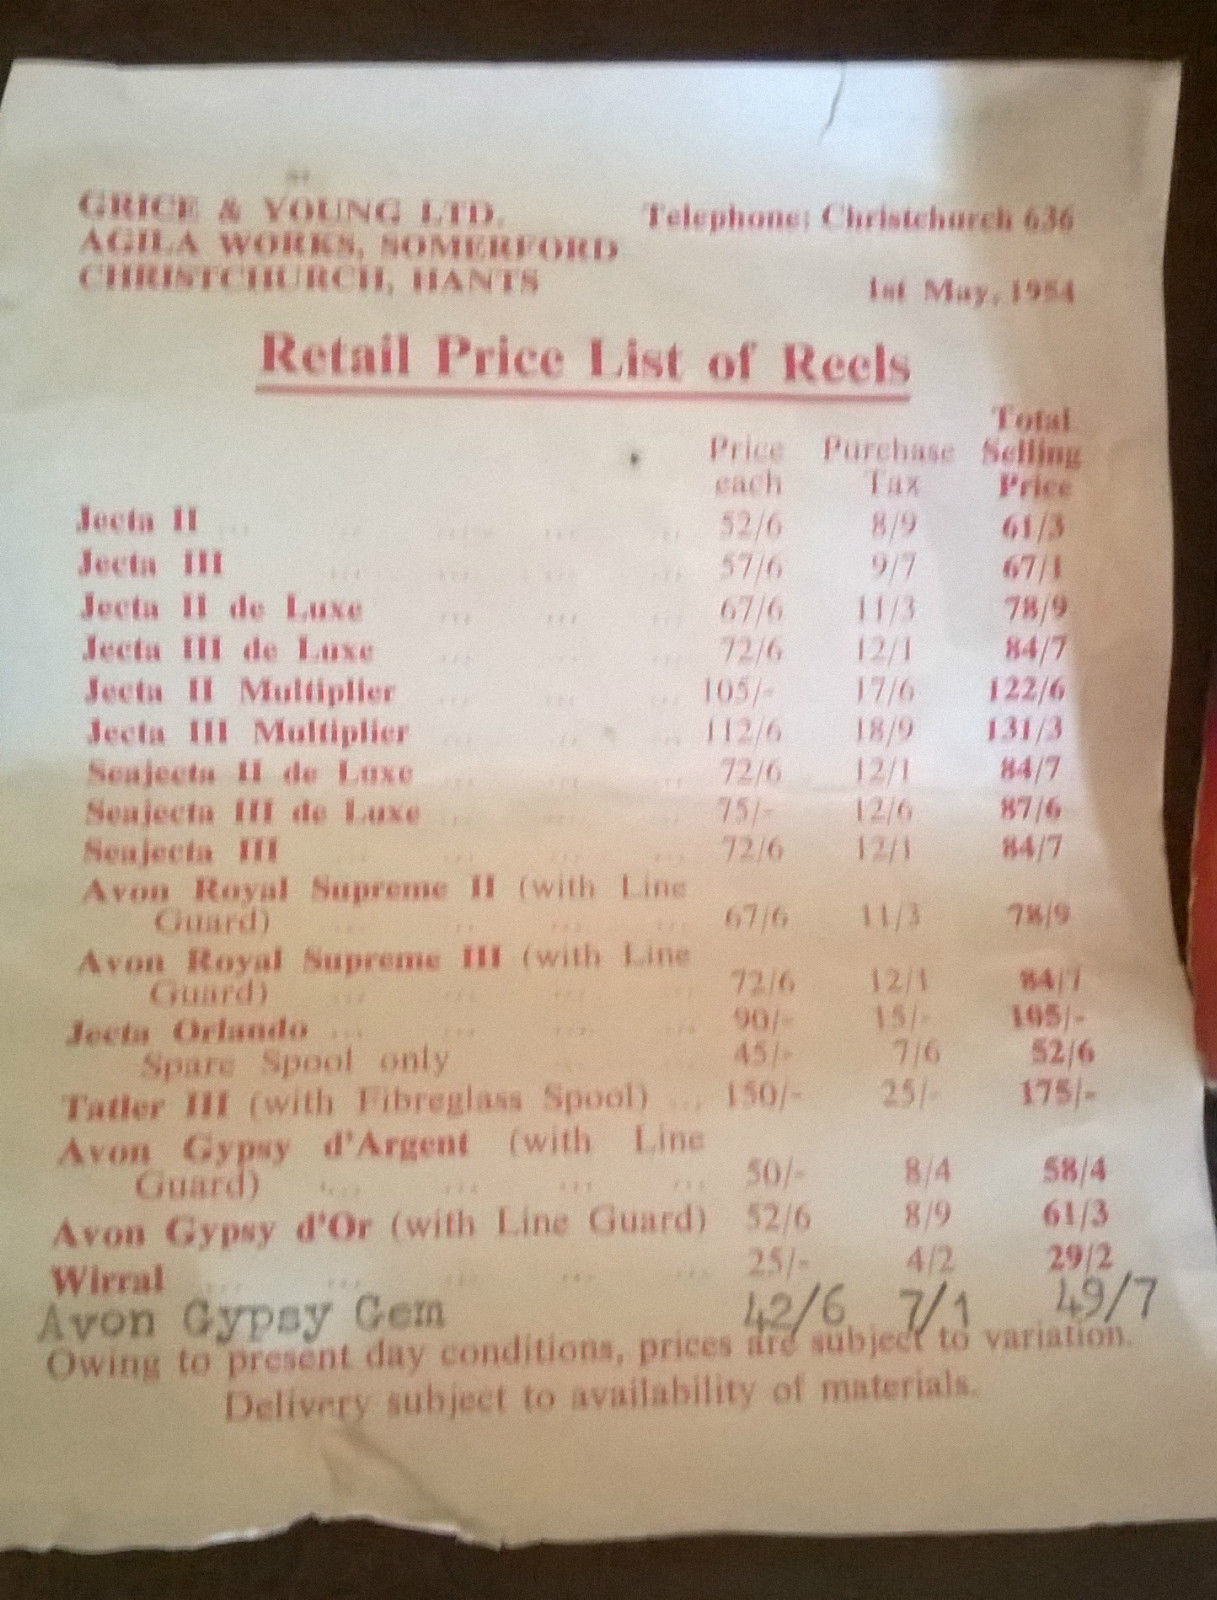 GRICE & YOUNG LTD. Telephone: Christchurch 636
AGILA WORKS, SOMERFORD
CHRISTCHURCH, HANTS 1st May, 1954
Retail Price List of Reels
Total
Price Purchase Selling
each Tax Price
Jecta II ... ... ... ... ... 52/6 8/9 61/3
Jecta III ... ... ... ... 57/6 9/7 67/1
Jecta II de Luxe ... ... ... 67/6 11/3 78/9
Jecta III de Luxe ... ... ... 72/6 12/1 84/7
Jecta II Multiplier ... ... ... 105/- 17/6 122/6
Jecta III Multiplier ... ... ... 112/6 18/9 131/3
Seajecta II de Luxe ... ... ... 72/6 12/1 84/7
Seajecta III de Luxe ... ... ... 75/- 12/6 87/6
Seajecta III ... ... ... ... 72/6 12/1 84/7
Avon Royal Supreme II (with Line
Guard) ... ... ... ... 67/6 11/3 78/9
Avon Royal Supreme III (with Line
Guard) ... ... ... ... 72/6 12/1 84/7
Jecta Orlando ... ... ... ... 90/- 15/- 105/-
Spare Spool only ... ... 45/- 7/6 52/6
Tatler III (with Fibreglass Spool) ... 150/- 25/- 175/-
Avon Gypsy d'Argent (with Line
Guard) ... ... ... ... 50/- 8/4 58/4
Avon Gypsy d'Or (with Line Guard) 52/6 8/9 61/3
Wirral ... ... ... ... ... 25/- 4/2 29/2
Avon Gypsy Gem 42/6 7/1 49/7
Owing to present day conditions, prices are subject to variation.
Delivery subject to availability of materials.